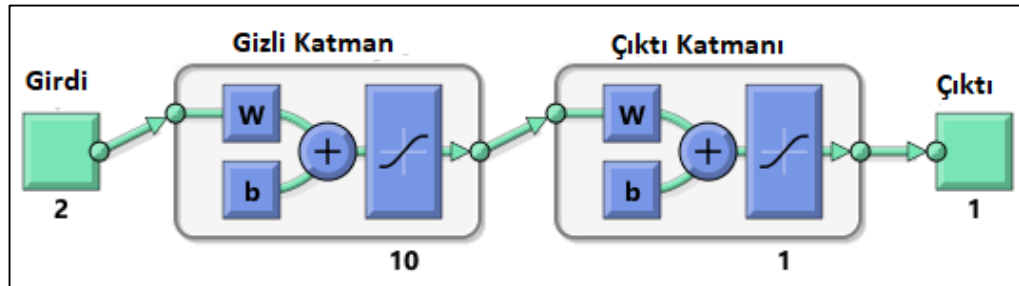 Gizli Katman
Çıktı Katmanı
Girdi
Çıktı
W
W
b
b
2
10
1
1